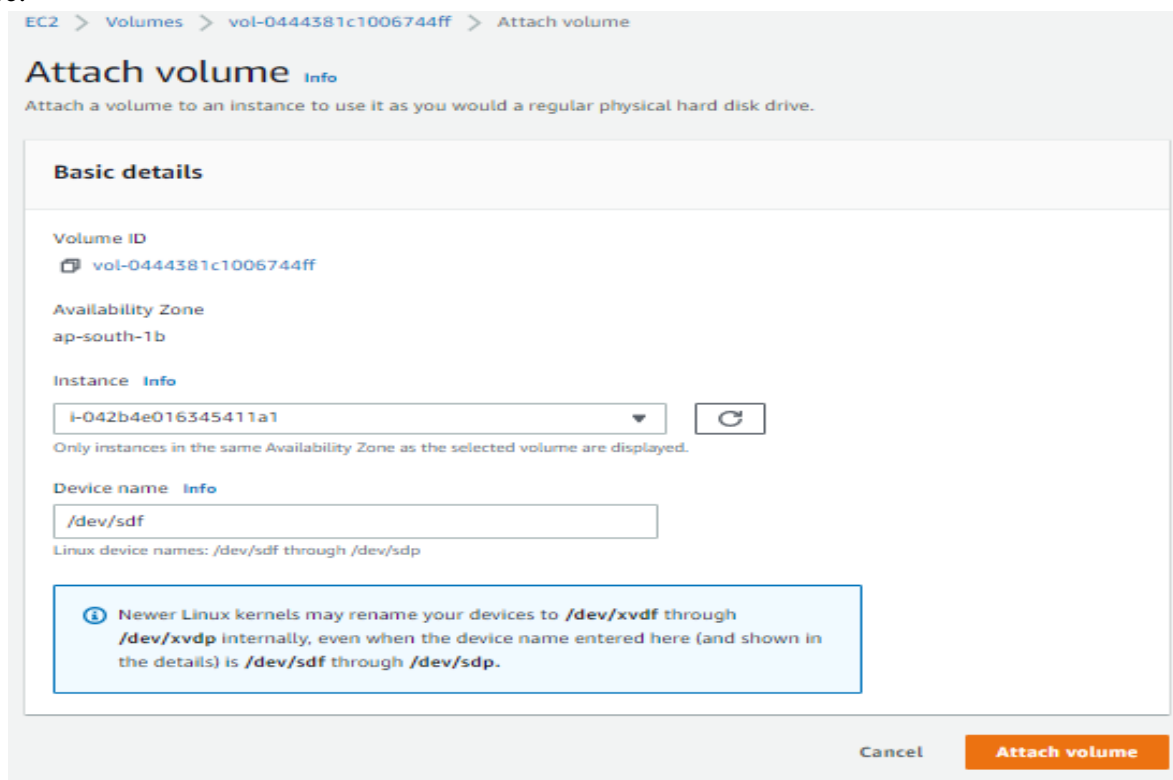 EC2 > Volumes > vol-0444381c1006744ff > Attach volume
Attach volume Info
Attach a volume to an instance to use it as you would a regular physical hard disk drive.
Basic details
Volume ID
vol-0444381c1006744ff
Availability Zone
ap-south-1b
Instance Info
i-042b4e016345411a1
Only instances in the same Availability Zone as the selected volume are displayed.
Device name Info
/dev/sdf
Linux device names: /dev/sdf through /dev/sdp
Newer Linux kernels may rename your devices to /dev/xvdf through
/dev/xvdp internally, even when the device name entered here (and shown in
the details) is /dev/sdf through /dev/sdp.
Cancel Attach volume